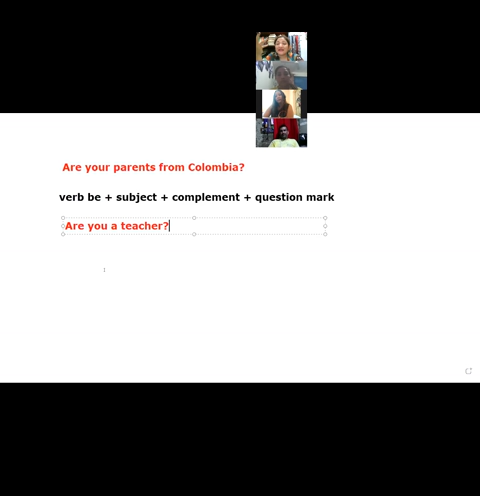 Are your parents from Colombia?
verb be + subject + complement + question mark
Are you a teacher?